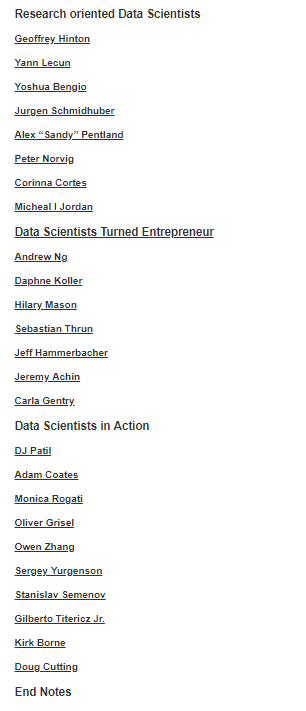 Research oriented Data Scientists
Geoffrey Hinton
Yann Lecun
Yoshua Bengio
Jurgen Schmidhuber
Alex “Sandy” Pentland
Peter Norvig
Corinna Cortes
Micheal I Jordan
Data Scientists Turned Entrepreneur
Andrew Ng
Daphne Koller
Hilary Mason
Sebastian Thrun
Jeff Hammerbacher
Jeremy Achin
Carla Gentry
Data Scientists in Action
DJ Patil
Adam Coates
Monica Rogati
Oliver Grisel
Owen Zhang
Sergey Yurgenson
Stanislav Semenov
Gilberto Titericz Jr.
Kirk Borne
Doug Cutting
End Notes